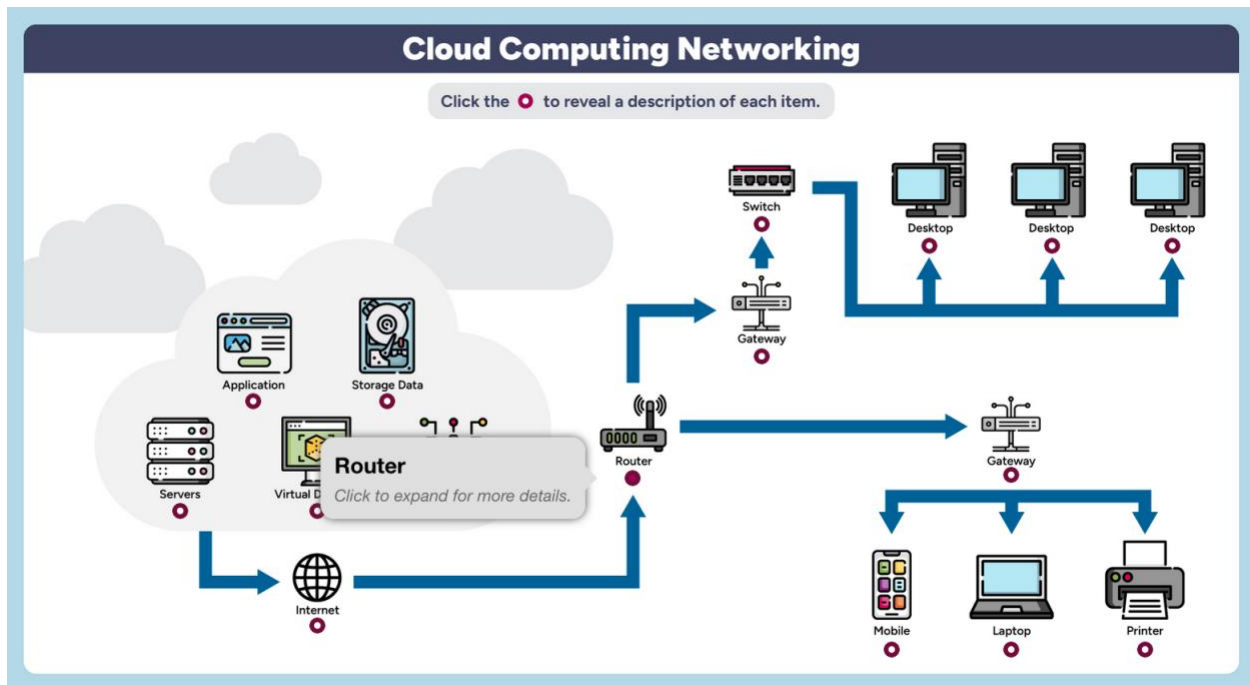 Cloud Computing Networking
Click the to reveal a description of each item.
Switch
Desktop
Desktop
Desktop
Gateway
Application
Storage Data
Router
Gateway
Servers
Virtual D
Router
Click to expand for more details.
Internet
Mobile
Laptop
Printer